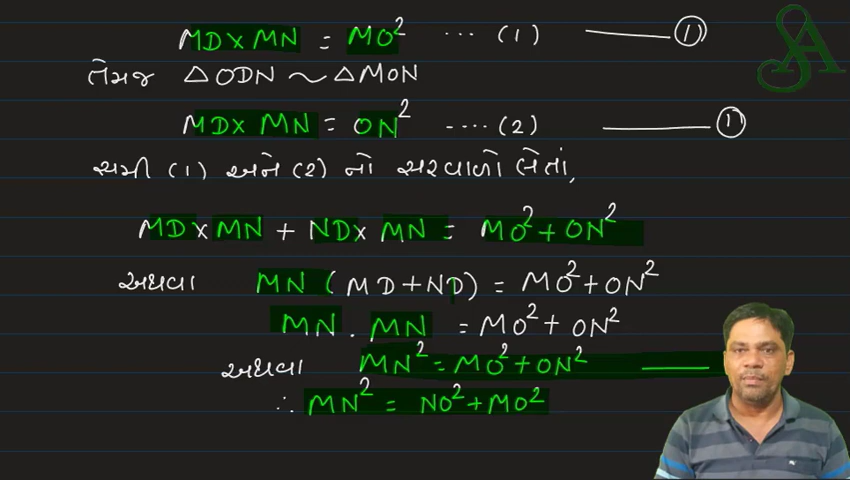 MD x MN = MO² ... (1) ——— ①
તેમજ △ODN ~ △MON
MD x MN = ON² .... (2) ——— ①
સમી (1) અને (2) નો સરવાળો લેતાં,
MD x MN + ND x MN = MO² + ON²
અથવા MN (MD + ND) = MO² + ON²
MN . MN = MO² + ON²
અથવા MN² = MO² + ON² ———
∴ MN² = NO² + MO²